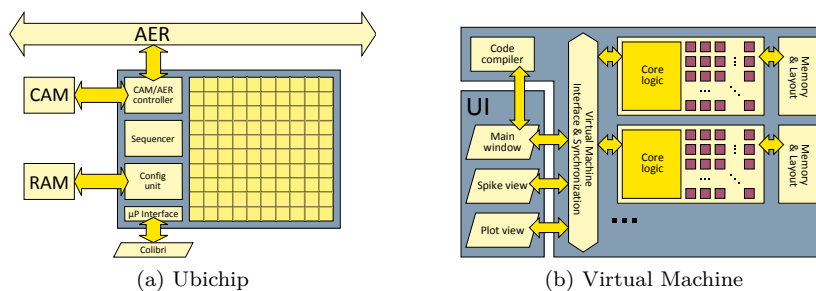 AER
CAM
CAM/AER
controller
Sequencer
RAM
Config
unit
µP Interface
Colibri
(a) Ubichip
Code
compiler
UI
Main
window
Spike view
Plot view
Virtual Machine
Interface & Synchronization
Core
logic
...
Memory
& Layout
Core
logic
...
Memory
& Layout
...
(b) Virtual Machine